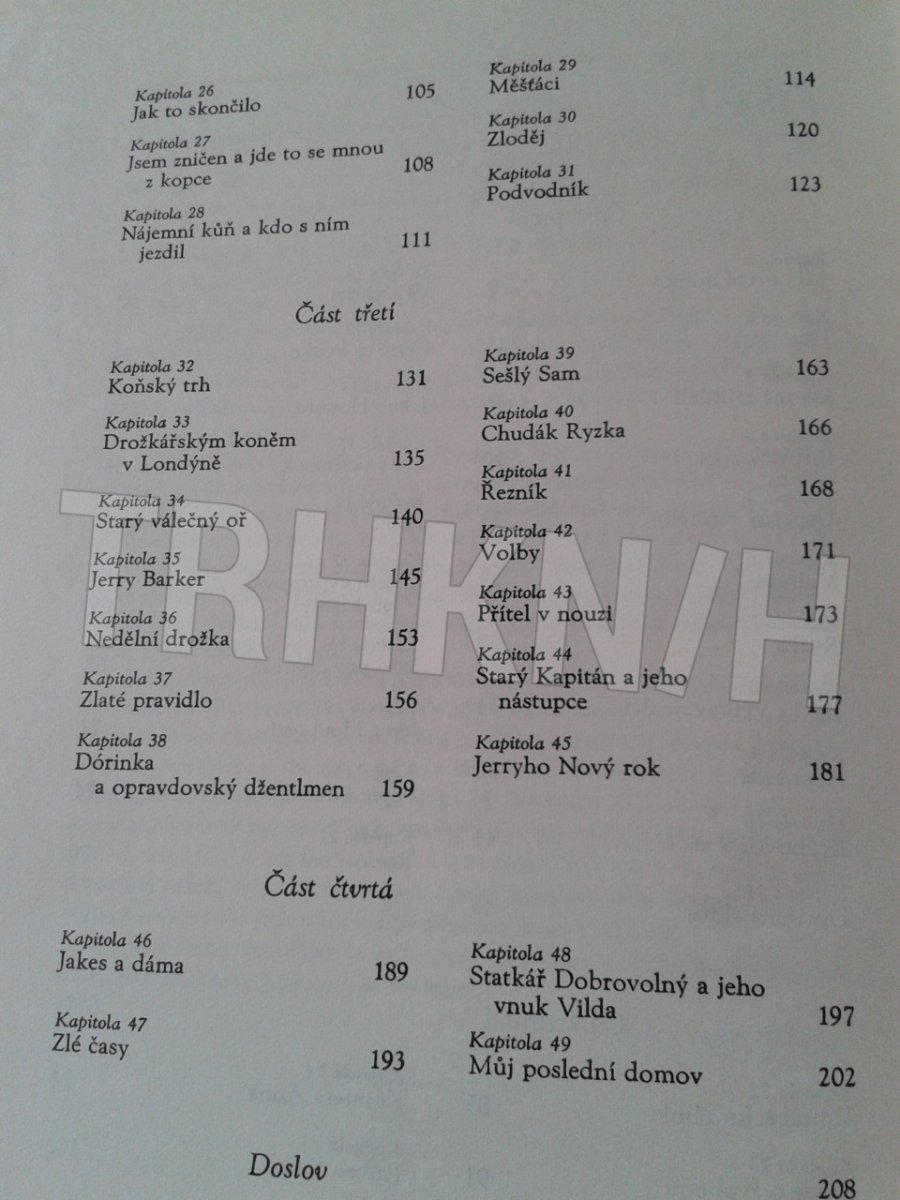 Kapitola 26
Jak to skončilo 105
Kapitola 27
Jsem zničen a jde to se mnou
z kopce 108
Kapitola 28
Nájemní kůň a kdo s ním
jezdil 111
Kapitola 29
Měšťáci 114
Kapitola 30
Zloděj 120
Kapitola 31
Podvodník 123
Část třetí
Kapitola 32
Koňský trh 131
Kapitola 33
Drožkářským koněm
v Londýně 135
Kapitola 34
Starý válečný oř 140
Kapitola 35
Jerry Barker 145
Kapitola 36
Nedělní drožka 153
Kapitola 37
Zlaté pravidlo 156
Kapitola 38
Dórinka
a opravdovský džentlmen 159
Kapitola 39
Sešlý Sam 163
Kapitola 40
Chudák Ryzka 166
Kapitola 41
Řezník 168
Kapitola 42
Volby 171
Kapitola 43
Přítel v nouzi 173
Kapitola 44
Starý Kapitán a jeho
nástupce 177
Kapitola 45
Jerryho Nový rok 181
TRHKNIH
Část čtvrtá
Kapitola 46
Jakes a dáma 189
Kapitola 47
Zlé časy 193
Kapitola 48
Statkář Dobrovolný a jeho
vnuk Vilda 197
Kapitola 49
Můj poslední domov 202
Doslov 208